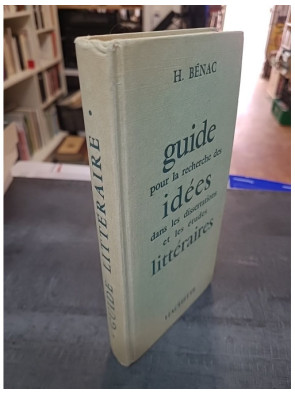 H. BÉNAC
guide
pour la recherche des
idées
dans les dissertations
et les études
littéraires
GUIDE LITTÉRAIRE